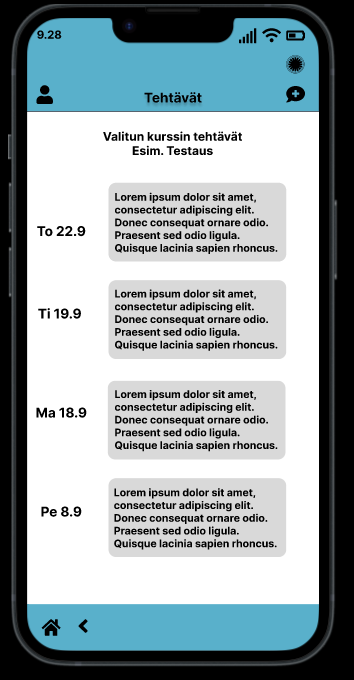 9.28
Tehtävät
Valitun kurssin tehtävät
Esim. Testaus
To 22.9
Lorem ipsum dolor sit amet,
consectetur adipiscing elit.
Donec consequat ornare odio.
Praesent sed odio ligula.
Quisque lacinia sapien rhoncus.
Ti 19.9
Lorem ipsum dolor sit amet,
consectetur adipiscing elit.
Donec consequat ornare odio.
Praesent sed odio ligula.
Quisque lacinia sapien rhoncus.
Ma 18.9
Lorem ipsum dolor sit amet,
consectetur adipiscing elit.
Donec consequat ornare odio.
Praesent sed odio ligula.
Quisque lacinia sapien rhoncus.
Pe 8.9
Lorem ipsum dolor sit amet,
consectetur adipiscing elit.
Donec consequat ornare odio.
Praesent sed odio ligula.
Quisque lacinia sapien rhoncus.